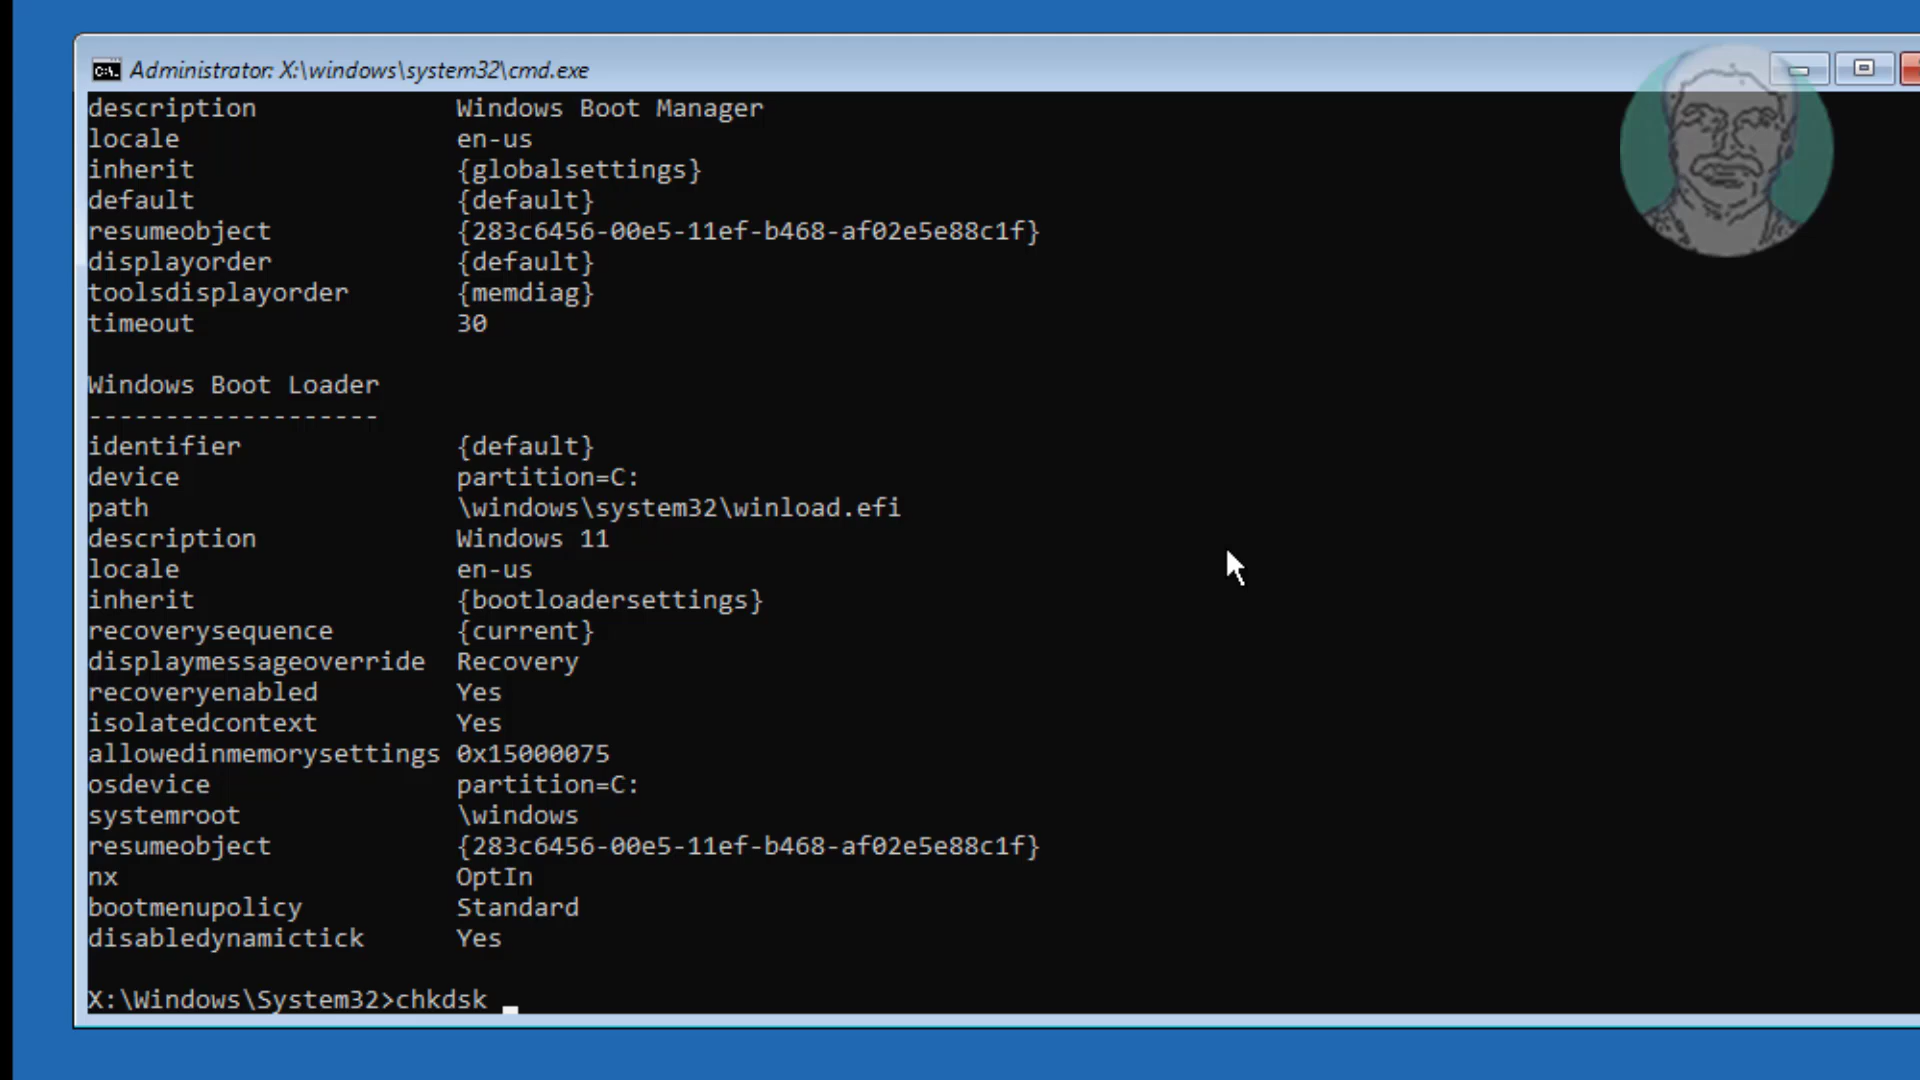 Administrator: X:\windows\system32\cmd.exe
description Windows Boot Manager
locale en-us
inherit {globalsettings}
default {default}
resumeobject {283c6456-00e5-11ef-b468-af02e5e88c1f}
displayorder {default}
toolsdisplayorder {memdiag}
timeout 30
Windows Boot Loader
-------------------
identifier {default}
device partition=C:
path \windows\system32\winload.efi
description Windows 11
locale en-us
inherit {bootloadersettings}
recoverysequence {current}
displaymessageoverride Recovery
recoveryenabled Yes
isolatedcontext Yes
allowedinmemorysettings 0x15000075
osdevice partition=C:
systemroot \windows
resumeobject {283c6456-00e5-11ef-b468-af02e5e88c1f}
nx OptIn
bootmenupolicy Standard
disabledynamictick Yes
X:\Windows\System32>chkdsk